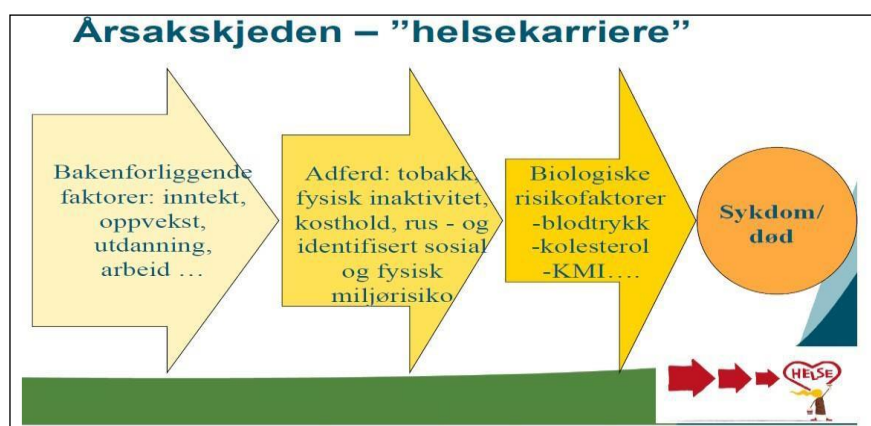 Årsakskjeden – ”helsekarriere”
Bakenforliggende
faktorer: inntekt,
oppvekst,
utdanning,
arbeid …
Adferd: tobakk,
fysisk inaktivitet,
kosthold, rus - og
identifisert sosial
og fysisk
miljørisiko
Biologiske
risikofaktorer
-blodtrykk
-kolesterol
-KMI….
Sykdom/
død
HELSE